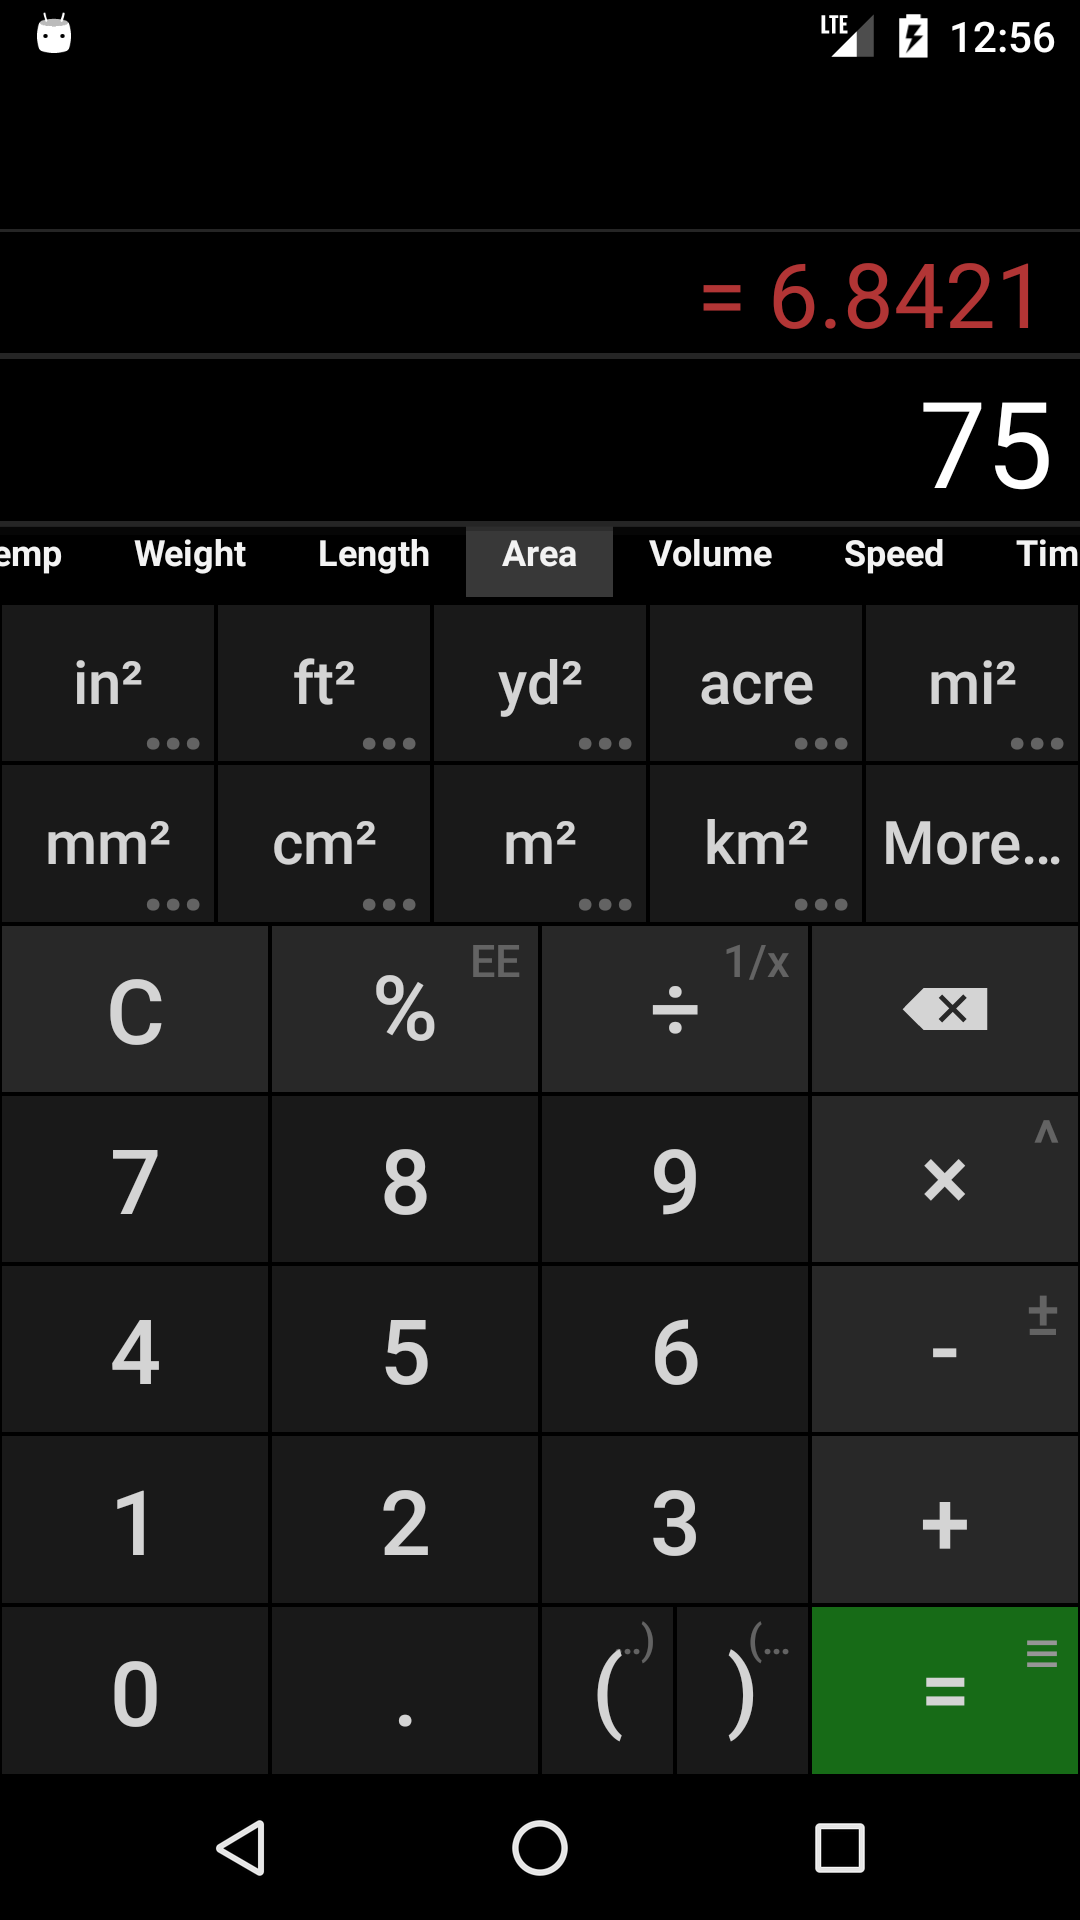 LTE 12:56
= 6.8421
75
emp Weight Length Area Volume Speed Tim
in² ft² yd² acre mi²
mm² cm² m² km² More...
C % EE ÷ 1/x
7 8 9 × ^
4 5 6 - ±
1 2 3 +
0 . ( ..) ) (... =